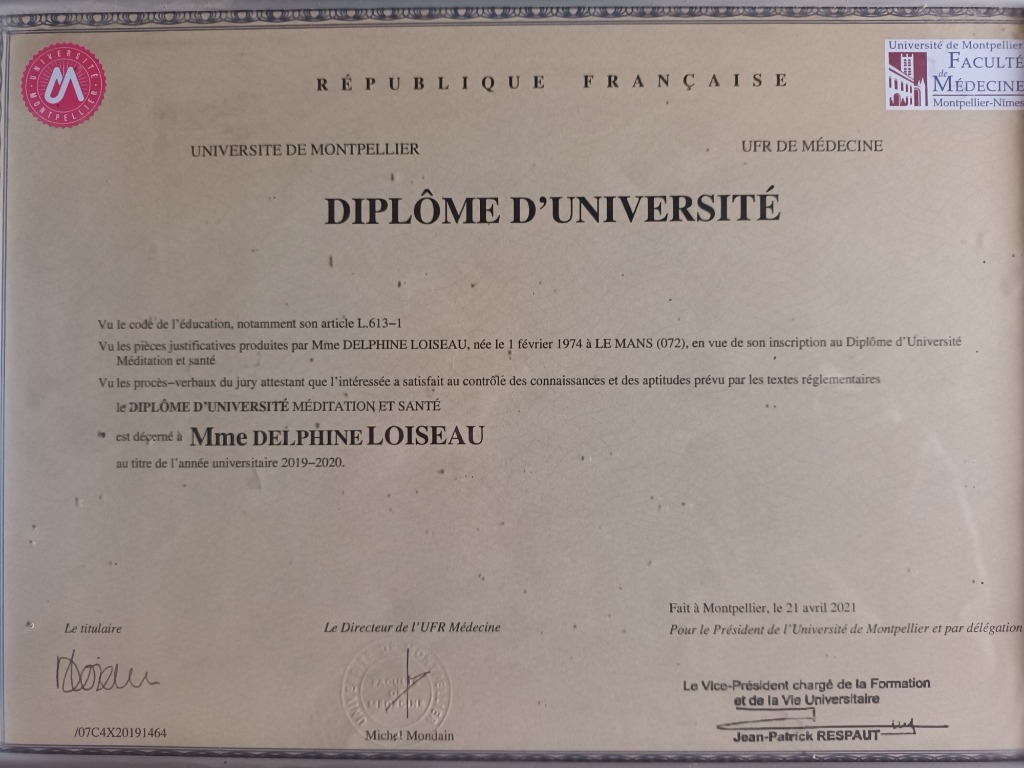 UNIVERSITÉ MONTPELLIER
RÉPUBLIQUE FRANÇAISE
Université de Montpellier
FACULTÉ
de
MÉDECINE
Montpellier-Nîmes
UNIVERSITE DE MONTPELLIER
UFR DE MÉDECINE
DIPLÔME D'UNIVERSITÉ
Vu le code de l'éducation, notamment son article L.613–1
Vu les pièces justificatives produites par Mme DELPHINE LOISEAU, née le 1 février 1974 à LE MANS (072), en vue de son inscription au Diplôme d'Université
Méditation et santé
Vu les procès–verbaux du jury attestant que l'intéressée a satisfait au contrôle des connaissances et des aptitudes prévu par les textes réglementaires
le DIPLÔME D'UNIVERSITÉ MÉDITATION ET SANTÉ
est décerné à Mme DELPHINE LOISEAU
au titre de l'année universitaire 2019–2020.
Fait à Montpellier, le 21 avril 2021
Le titulaire
Le Directeur de l'UFR Médecine
Pour le Président de l'Université de Montpellier et par délégation
Le Vice-Président chargé de la Formation
et de la Vie Universitaire
/07C4X20191464
Michel Mondain
Jean-Patrick RESPAUT